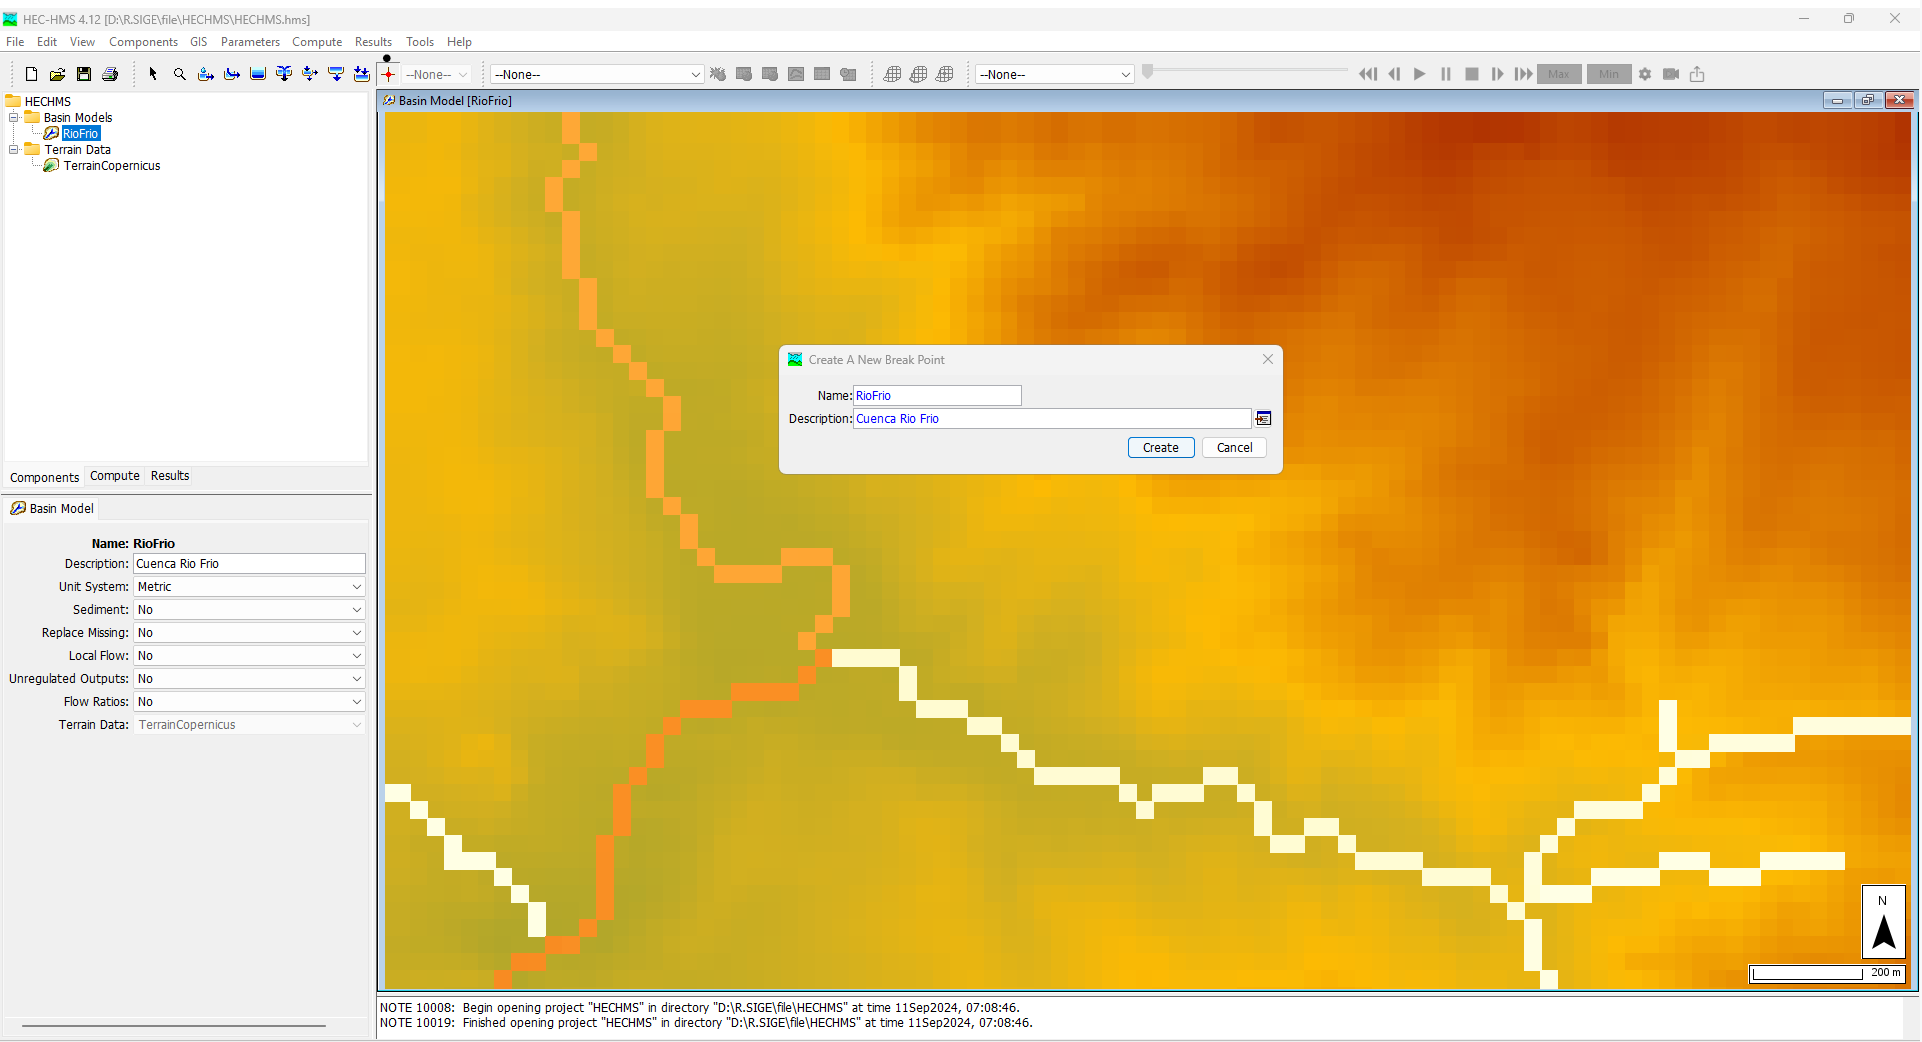 HEC-HMS 4.12 [D:\R.SIGE\file\HECHMS\HECHMS.hms]
File Edit View Components GIS Parameters Compute Results Tools Help
--None-- --None-- --None-- Max Min
HECHMS
Basin Models
RioFrio
Terrain Data
TerrainCopernicus
Components Compute Results
Basin Model
Name: RioFrio
Description: Cuenca Rio Frio
Unit System: Metric
Sediment: No
Replace Missing: No
Local Flow: No
Unregulated Outputs: No
Flow Ratios: No
Terrain Data: TerrainCopernicus
Basin Model [RioFrio]
Create A New Break Point
Name: RioFrio
Description: Cuenca Rio Frio
Create Cancel
N
200 m
NOTE 10008: Begin opening project "HECHMS" in directory "D:\R.SIGE\file\HECHMS" at time 11Sep2024, 07:08:46.
NOTE 10019: Finished opening project "HECHMS" in directory "D:\R.SIGE\file\HECHMS" at time 11Sep2024, 07:08:46.